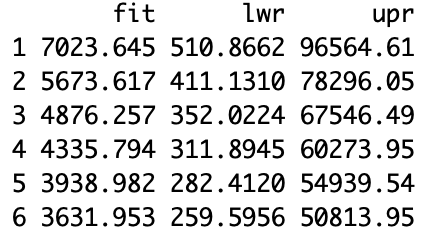 fit lwr upr
1 7023.645 510.8662 96564.61
2 5673.617 411.1310 78296.05
3 4876.257 352.0224 67546.49
4 4335.794 311.8945 60273.95
5 3938.982 282.4120 54939.54
6 3631.953 259.5956 50813.95